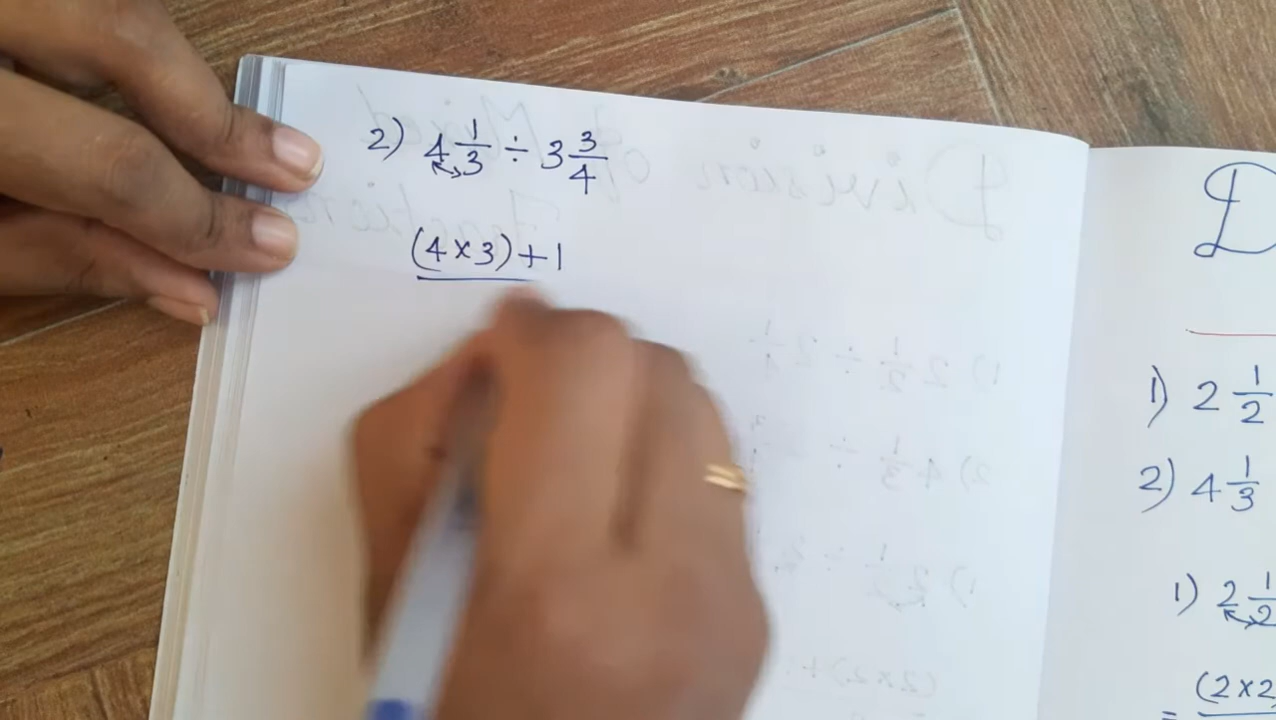 2) 4 1/3 ÷ 3 3/4
(4 × 3) + 1
D
1) 2 1/2
2) 4 1/3
1) 2 1/2
= (2×2